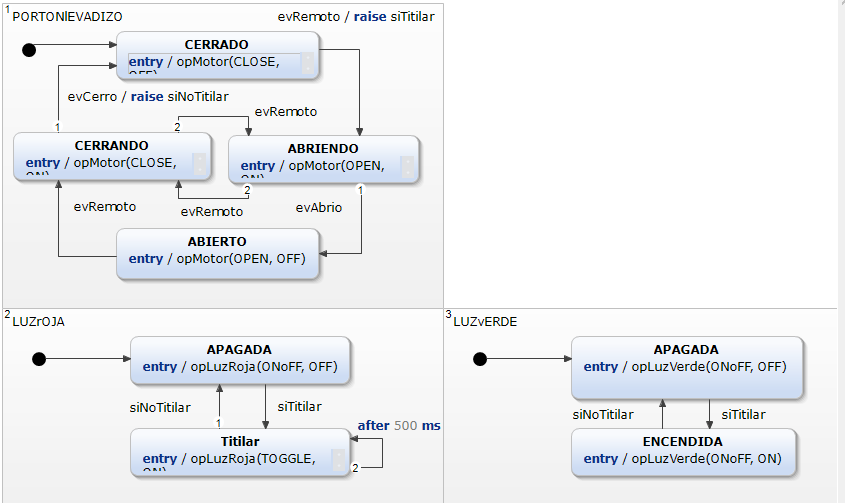 1
PORTONlEVADIZO
evRemoto / raise siTitilar
CERRADO
entry / opMotor(CLOSE,
OFF)
evCerro / raise siNoTitilar
1
2
evRemoto
CERRANDO
entry / opMotor(CLOSE,
ON)
ABRIENDO
entry / opMotor(OPEN,
ON)
2
1
evRemoto
evRemoto
evAbrio
ABIERTO
entry / opMotor(OPEN, OFF)
2
LUZrOJA
APAGADA
entry / opLuzRoja(ONoFF, OFF)
siNoTitilar
siTitilar
1
after 500 ms
Titilar
entry / opLuzRoja(TOGGLE,
ON)
2
3
LUZvERDE
APAGADA
entry / opLuzVerde(ONoFF, OFF)
siNoTitilar
siTitilar
ENCENDIDA
entry / opLuzVerde(ONoFF, ON)